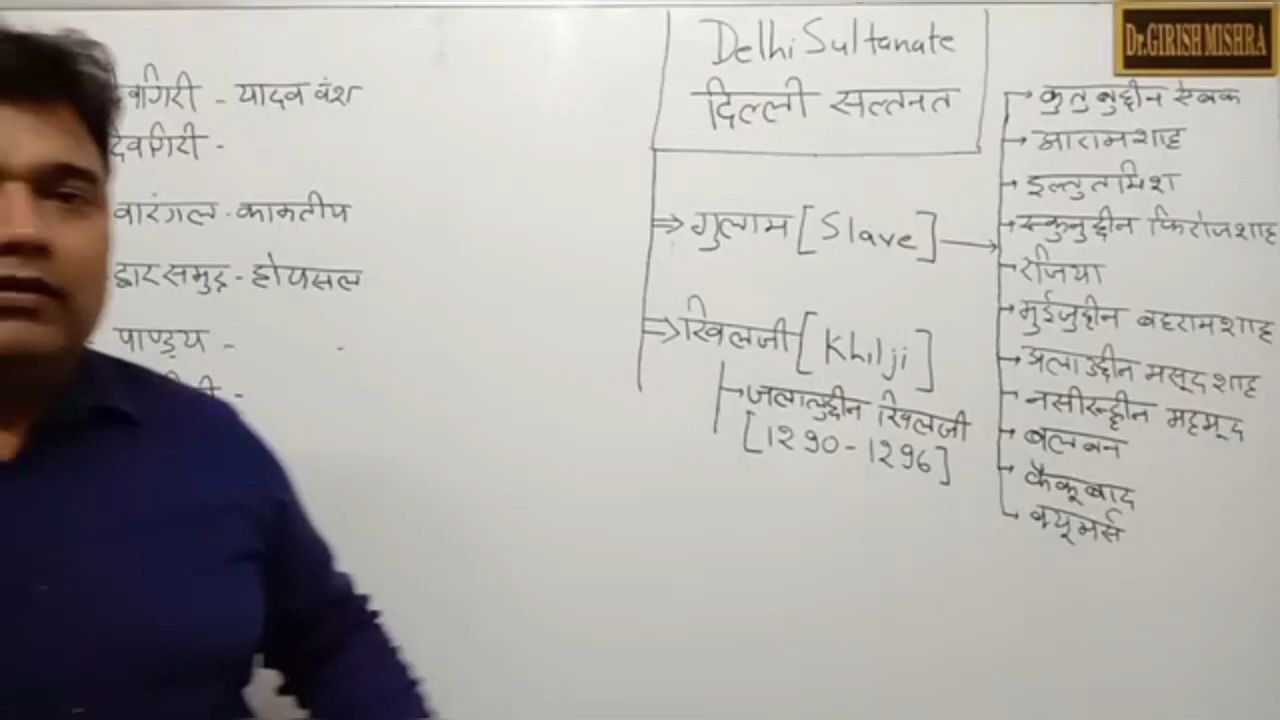 Dr.GIRISH MISHRA
Delhi Sultanate
दिल्ली सल्तनत
वगिरी - यादव वंश
देवगिरी -
वारंगल - काकतीय
द्वारसमुद्र - होयसल
पाण्ड्य -
गुलाम [Slave]
खिलजी [Khilji]
जलालुद्दीन खिलजी
[1290-1296]
कुतुबुद्दीन ऐबक
आरामशाह
इल्तुतमिश
रुकुनुद्दीन फिरोजशाह
रजिया
मुईजुद्दीन बहरामशाह
अलाउद्दीन मसूदशाह
नसीरुद्दीन महमूद
बलबन
कैकूबाद
क्यूमर्स